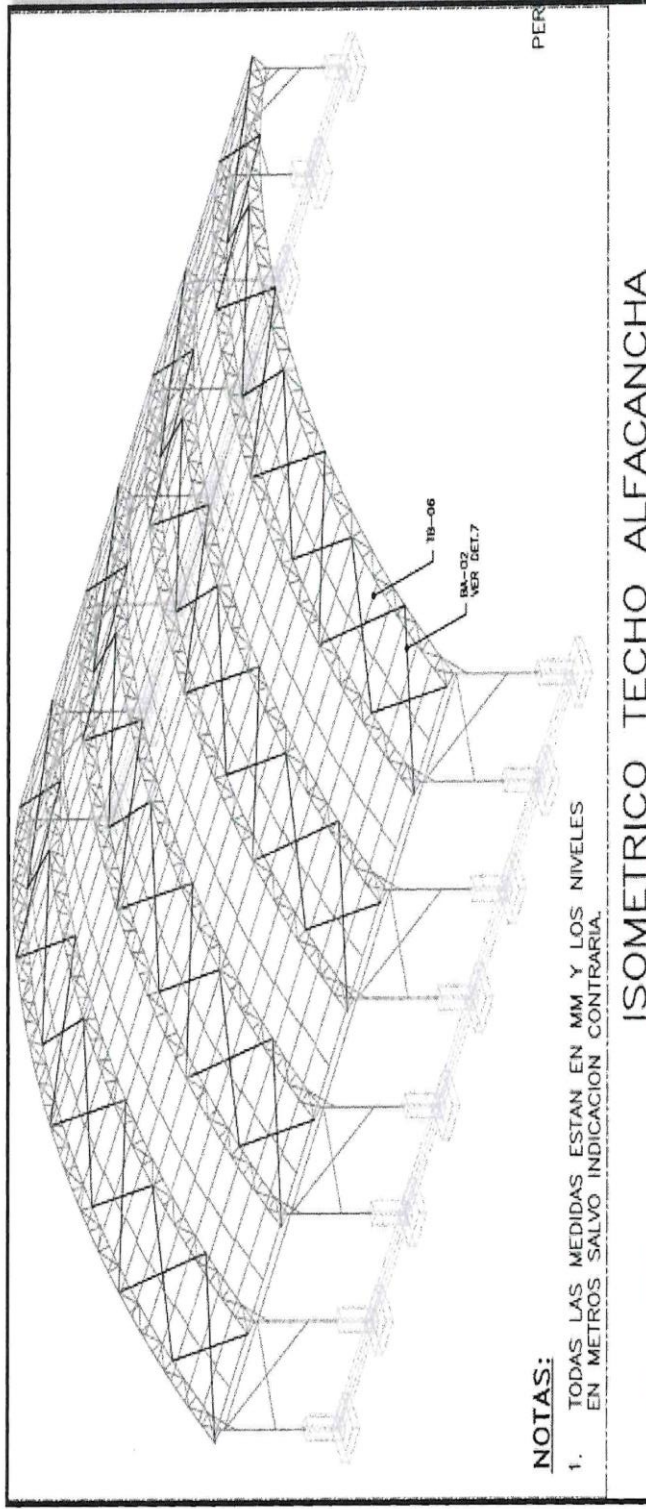 PER
TB-06
BA-02
VER DET.7
NOTAS:
1. TODAS LAS MEDIDAS ESTAN EN MM Y LOS NIVELES
EN METROS SALVO INDICACION CONTRARIA.
ISOMETRICO TECHO ALFACANCHA